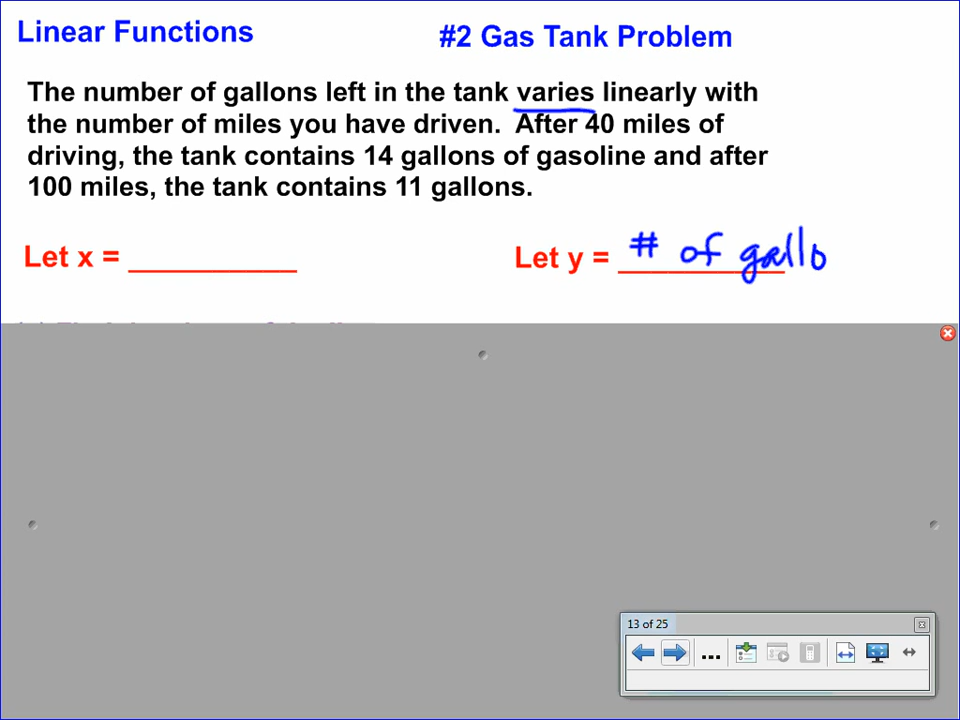 Linear Functions
#2 Gas Tank Problem
The number of gallons left in the tank varies linearly with
the number of miles you have driven. After 40 miles of
driving, the tank contains 14 gallons of gasoline and after
100 miles, the tank contains 11 gallons.
Let x = __________
Let y = __________ # of gallo
13 of 25